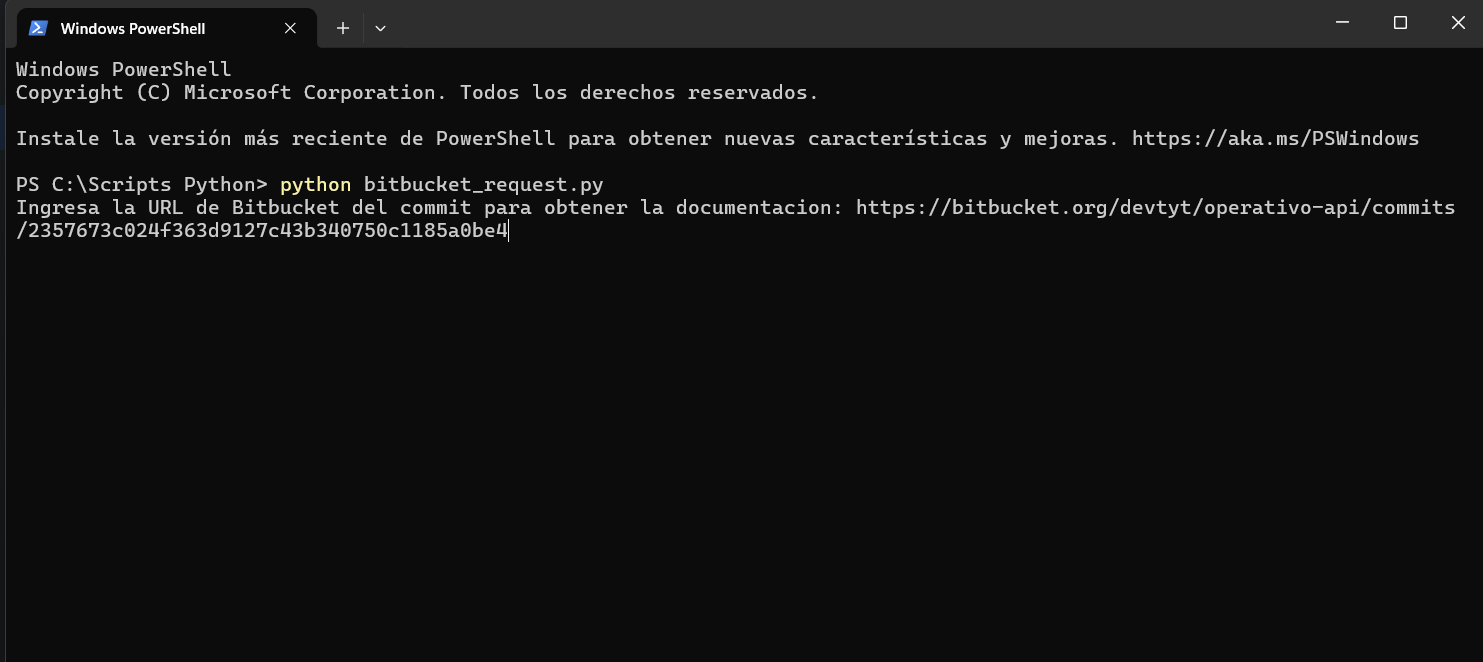 Windows PowerShell
Windows PowerShell
Copyright (C) Microsoft Corporation. Todos los derechos reservados.
Instale la versión más reciente de PowerShell para obtener nuevas características y mejoras. https://aka.ms/PSWindows
PS C:\Scripts Python> python bitbucket_request.py
Ingresa la URL de Bitbucket del commit para obtener la documentacion: https://bitbucket.org/devtyt/operativo-api/commits
/2357673c024f363d9127c43b340750c1185a0be4